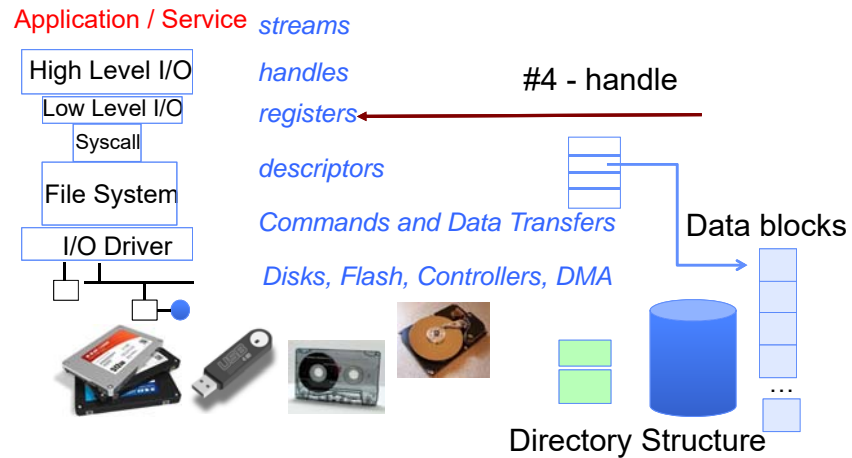 Application / Service
streams
High Level I/O
handles
#4 - handle
Low Level I/O
registers
Syscall
descriptors
File System
Commands and Data Transfers
Data blocks
I/O Driver
Disks, Flash, Controllers, DMA
USB
...
Directory Structure